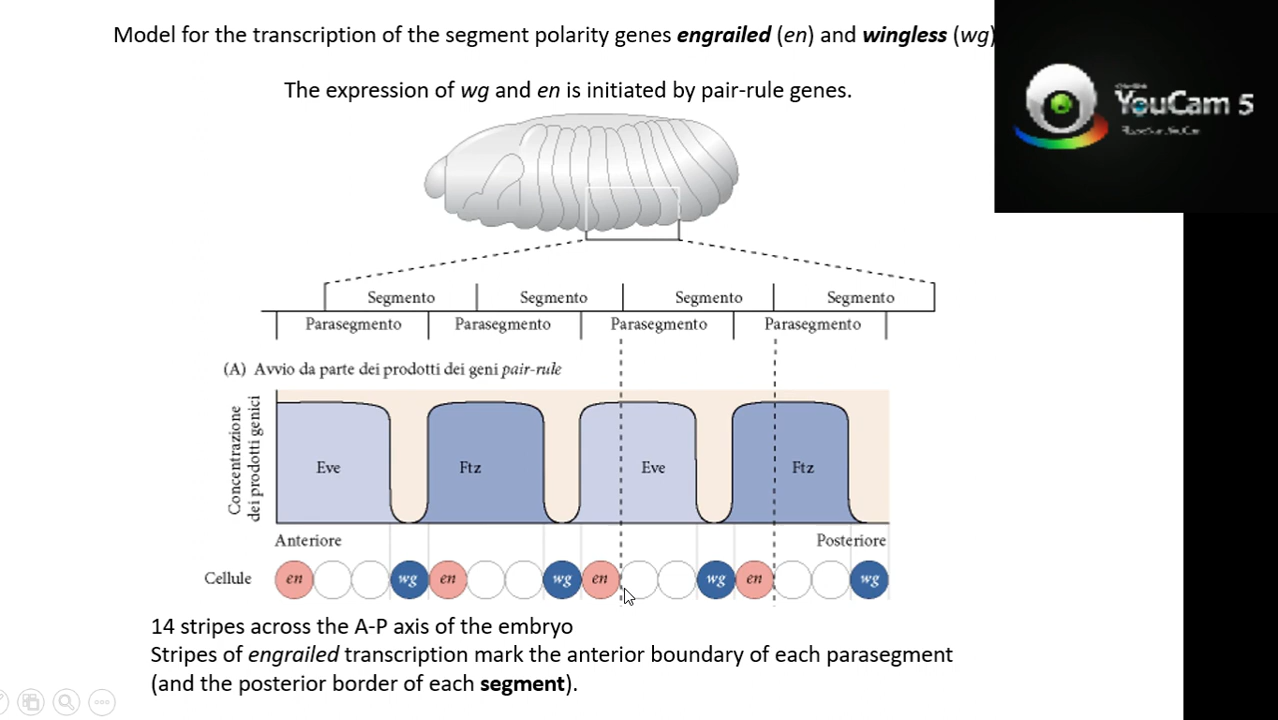 Model for the transcription of the segment polarity genes engrailed (en) and wingless (wg)
YouCam 5
The expression of wg and en is initiated by pair-rule genes.
Segmento Segmento Segmento Segmento
Parasegmento Parasegmento Parasegmento Parasegmento
(A) Avvio da parte dei prodotti dei geni pair-rule
Concentrazione
dei prodotti genici
Eve Ftz Eve Ftz
Anteriore Posteriore
Cellule en wg en wg en wg en wg
14 stripes across the A-P axis of the embryo
Stripes of engrailed transcription mark the anterior boundary of each parasegment
(and the posterior border of each segment).